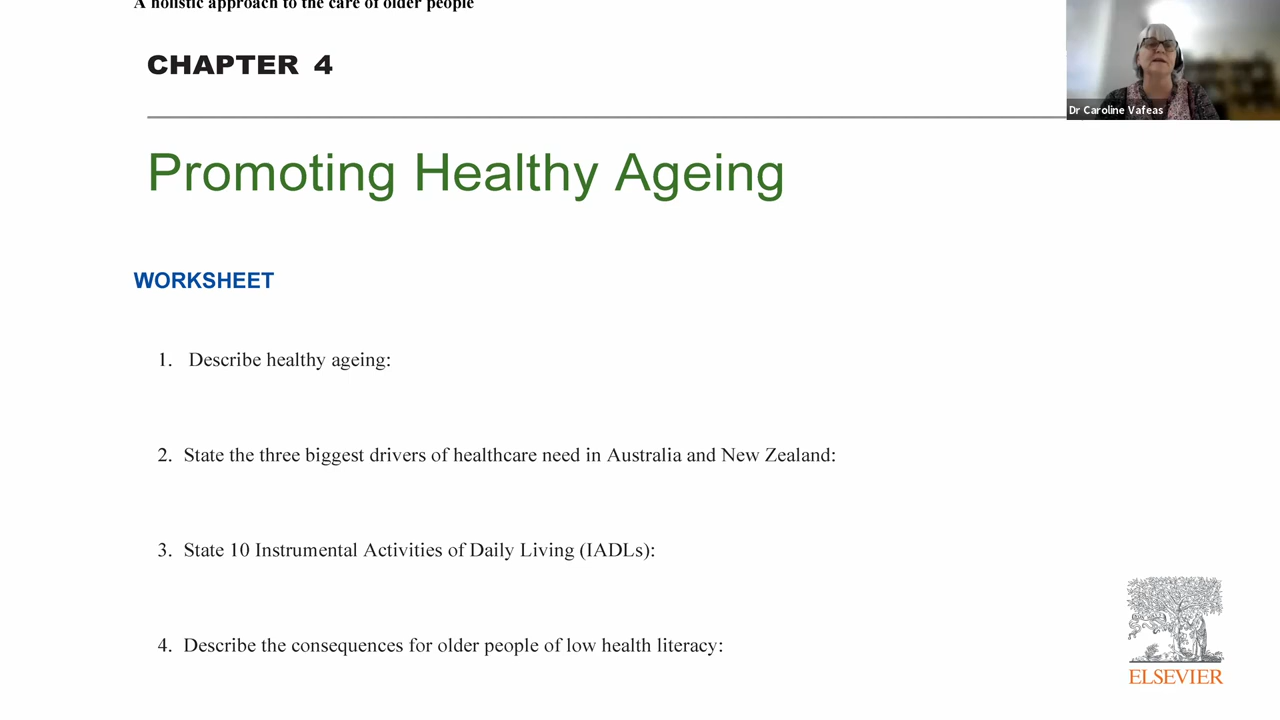 A holistic approach to the care of older people
CHAPTER 4
Dr Caroline Vafeas
Promoting Healthy Ageing
WORKSHEET
1. Describe healthy ageing:
2. State the three biggest drivers of healthcare need in Australia and New Zealand:
3. State 10 Instrumental Activities of Daily Living (IADLs):
4. Describe the consequences for older people of low health literacy:
ELSEVIER